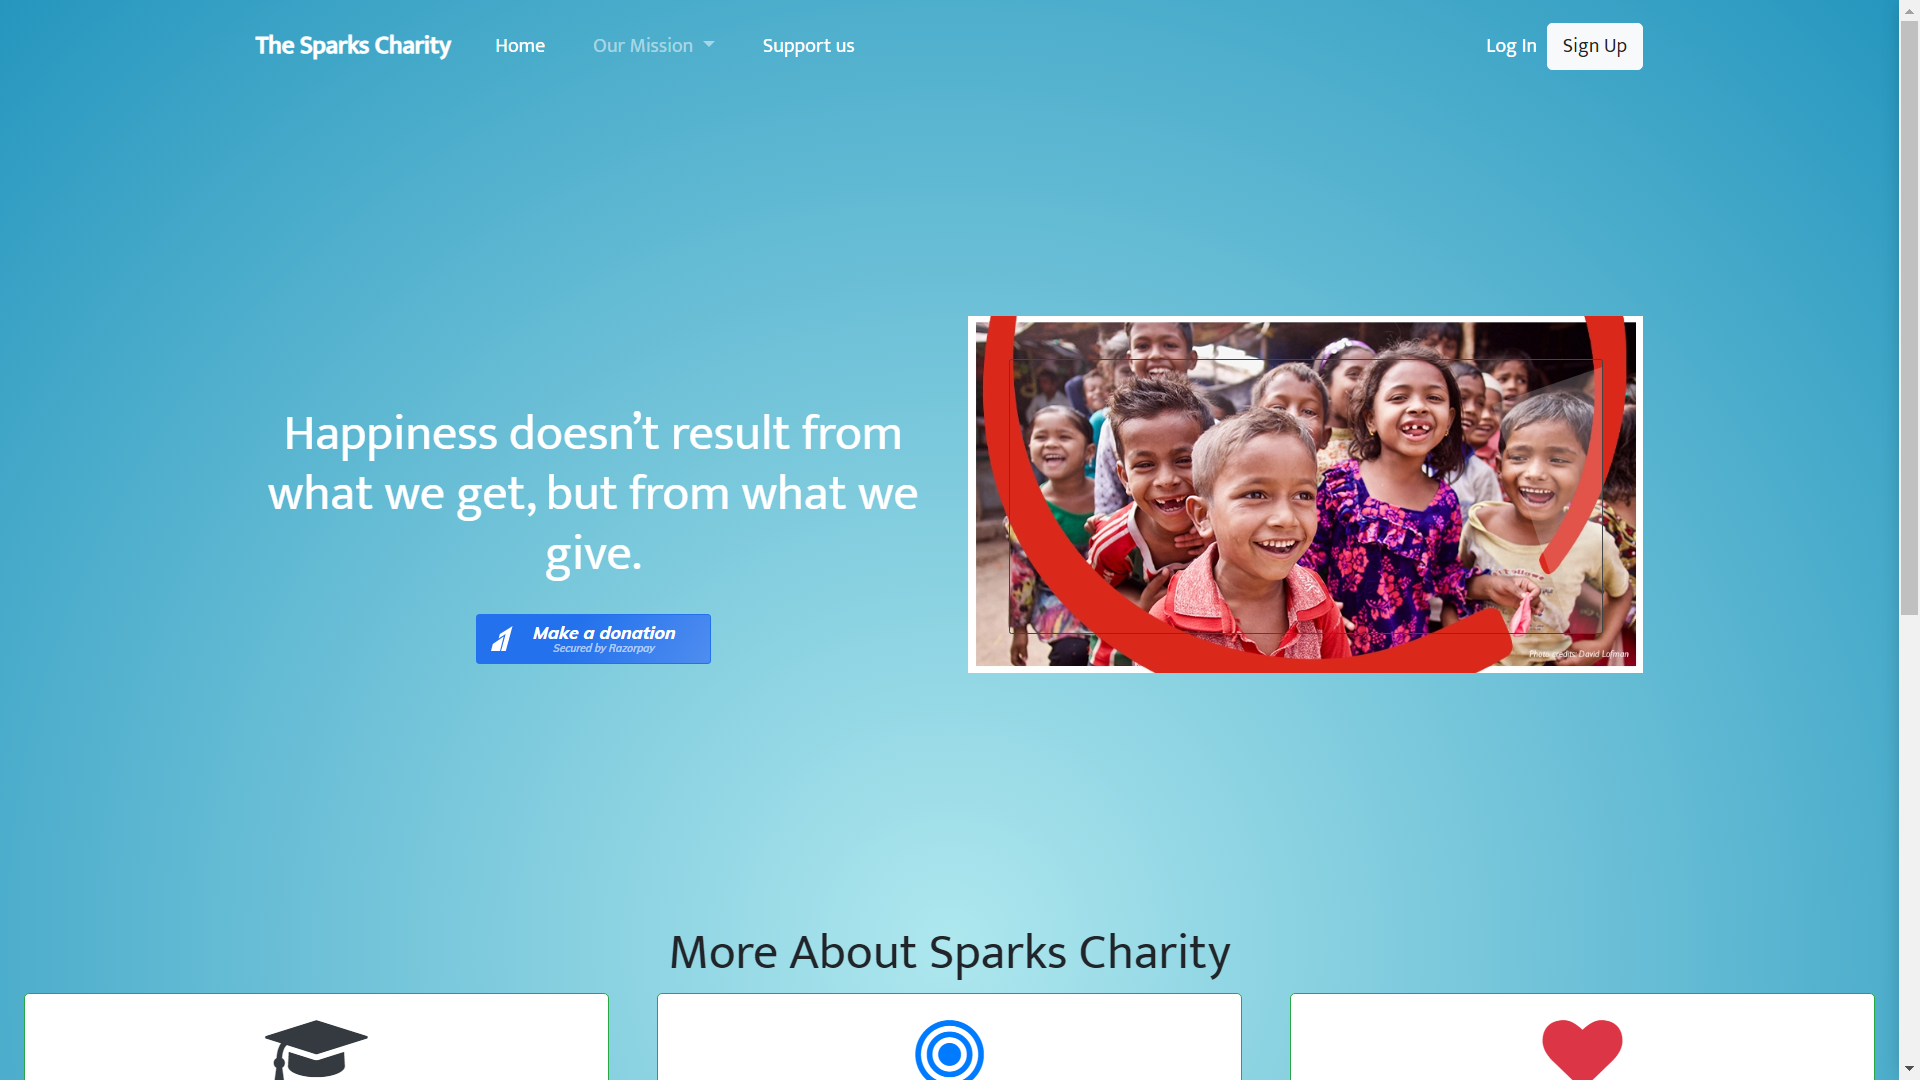 The Sparks Charity
Home
Our Mission
Support us
Log In
Sign Up
Happiness doesn’t result from
what we get, but from what we
give.
Make a donation
Secured by Razorpay
Photo credits: David Lofman
More About Sparks Charity